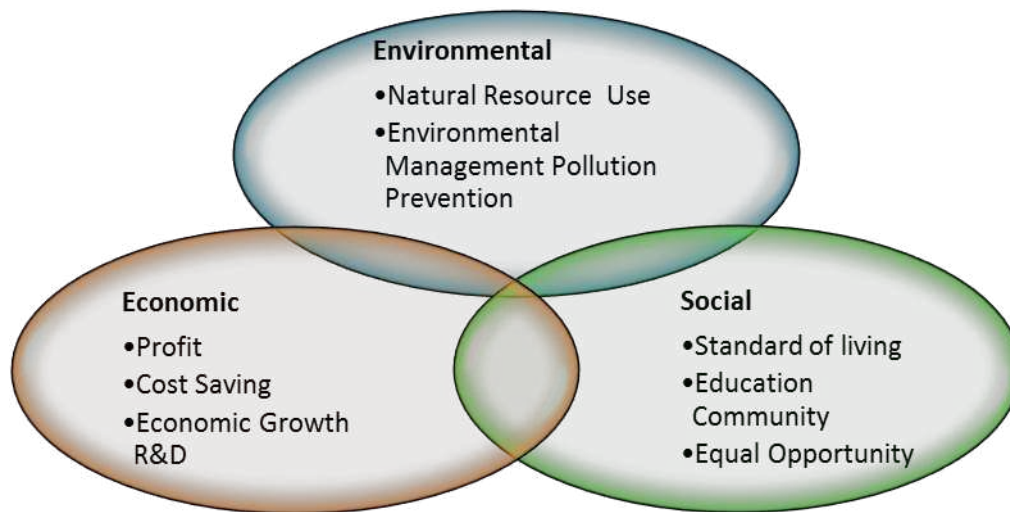 Environmental
•Natural Resource Use
•Environmental
Management Pollution
Prevention
Economic
•Profit
•Cost Saving
•Economic Growth
R&D
Social
•Standard of living
•Education
Community
•Equal Opportunity